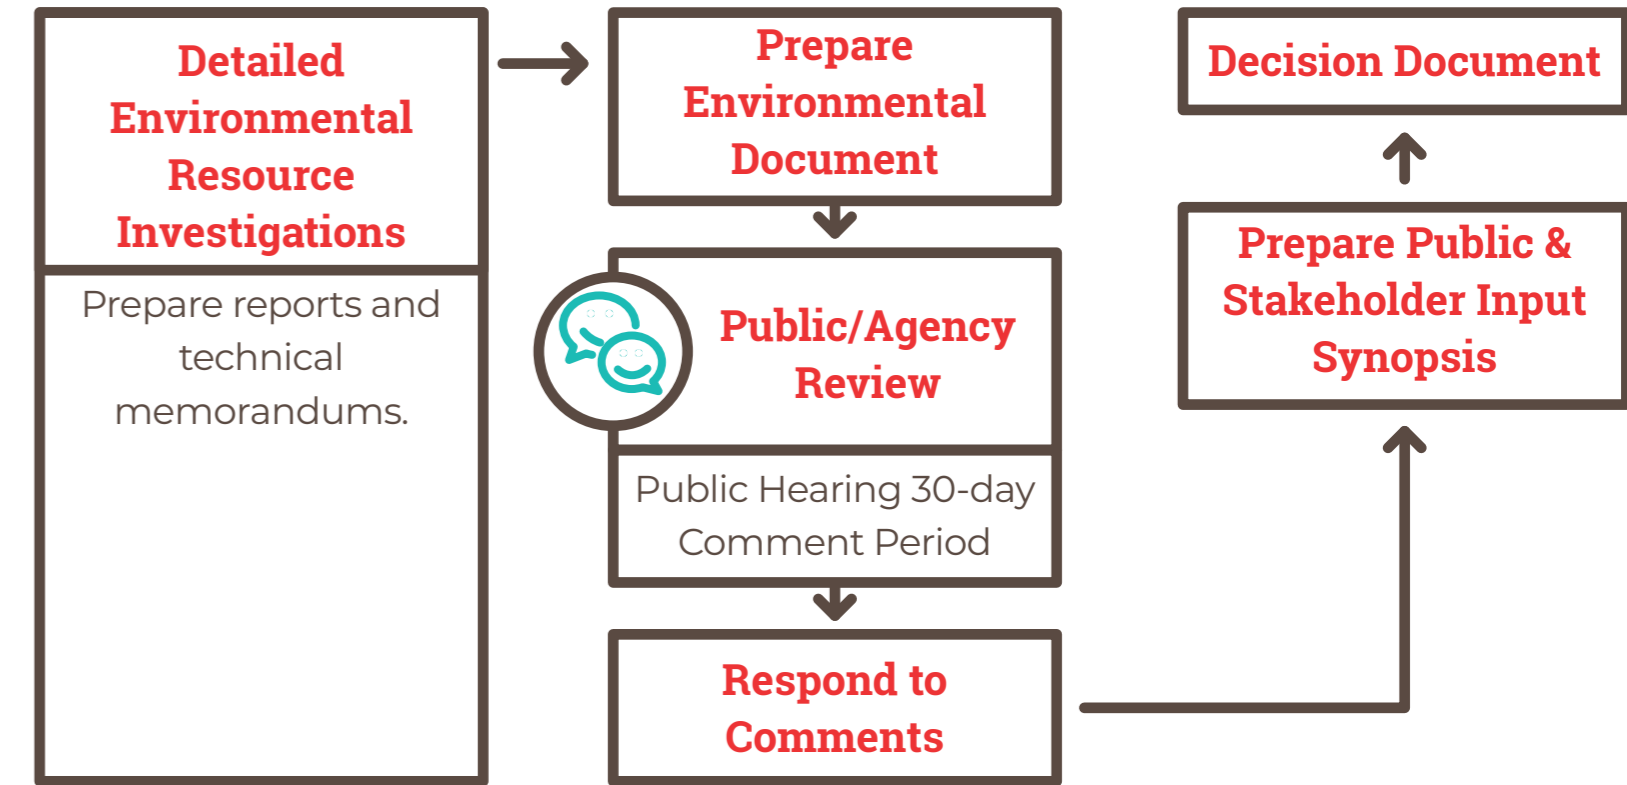 Detailed
Environmental
Resource
Investigations
Prepare reports and
technical
memorandums.
Prepare
Environmental
Document
Public/Agency
Review
Public Hearing 30-day
Comment Period
Respond to
Comments
Prepare Public &
Stakeholder Input
Synopsis
Decision Document